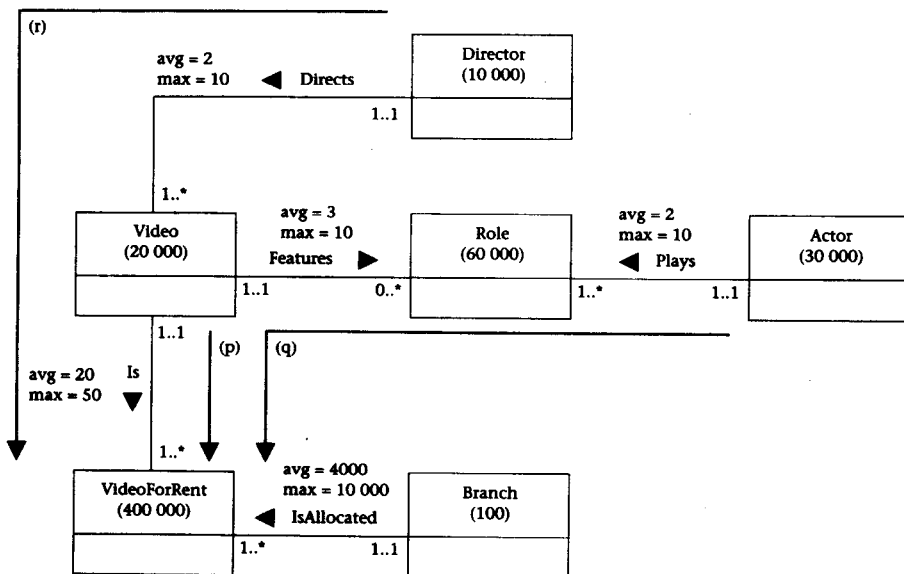 (r)
Director
(10 000)
avg = 2
max = 10
Directs
1..1
1..*
Video
(20 000)
avg = 3
max = 10
Features
Role
(60 000)
avg = 2
max = 10
Plays
Actor
(30 000)
1..1
0..*
1..*
1..1
1..1
(p)
(q)
avg = 20
max = 50
Is
1..*
VideoForRent
(400 000)
avg = 4000
max = 10 000
IsAllocated
Branch
(100)
1..*
1..1